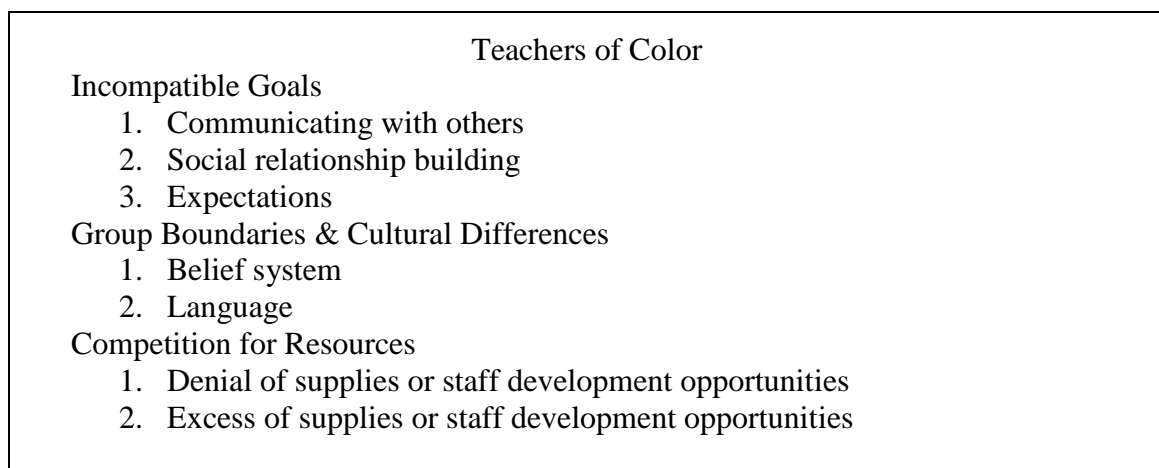 Teachers of Color
Incompatible Goals
1. Communicating with others
2. Social relationship building
3. Expectations
Group Boundaries & Cultural Differences
1. Belief system
2. Language
Competition for Resources
1. Denial of supplies or staff development opportunities
2. Excess of supplies or staff development opportunities